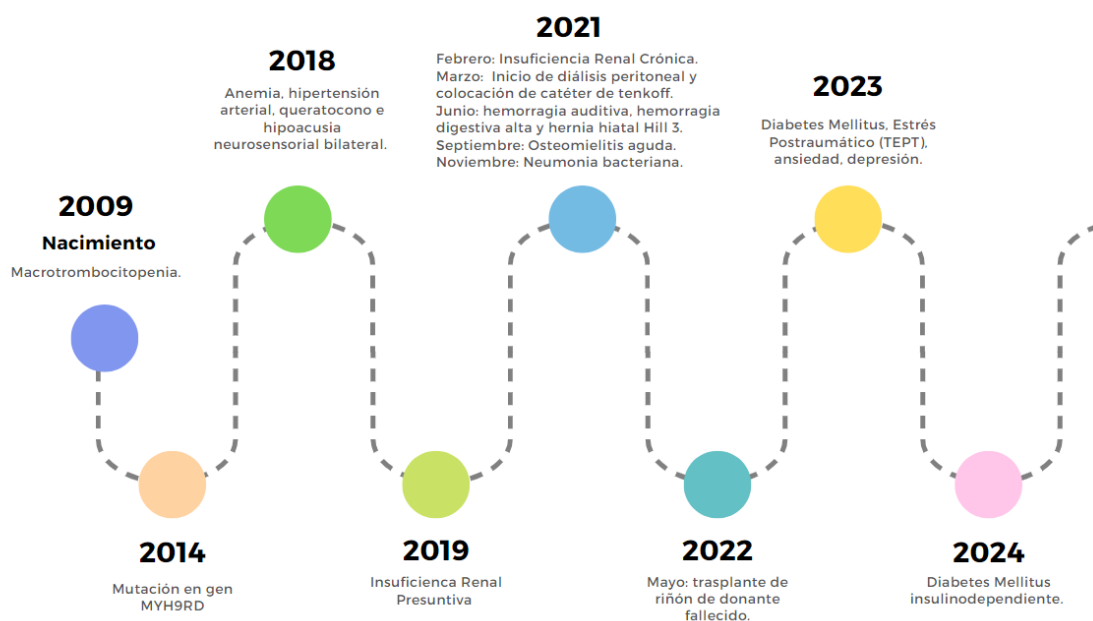 2009
Nacimiento
Macrotrombocitopenia.
2014
Mutación en gen
MYH9RD
2018
Anemia, hipertensión
arterial, queratocono e
hipoacusia
neurosensorial bilateral.
2019
Insuficienca Renal
Presuntiva
2021
Febrero: Insuficiencia Renal Crónica.
Marzo:  Inicio de diálisis peritoneal y
colocación de catéter de tenkoff.
Junio: hemorragia auditiva, hemorragia
digestiva alta y hernia hiatal Hill 3.
Septiembre: Osteomielitis aguda.
Noviembre: Neumonia bacteriana.
2022
Mayo: trasplante de
riñón de donante
fallecido.
2023
Diabetes Mellitus, Estrés
Postraumático (TEPT),
ansiedad, depresión.
2024
Diabetes Mellitus
insulinodependiente.